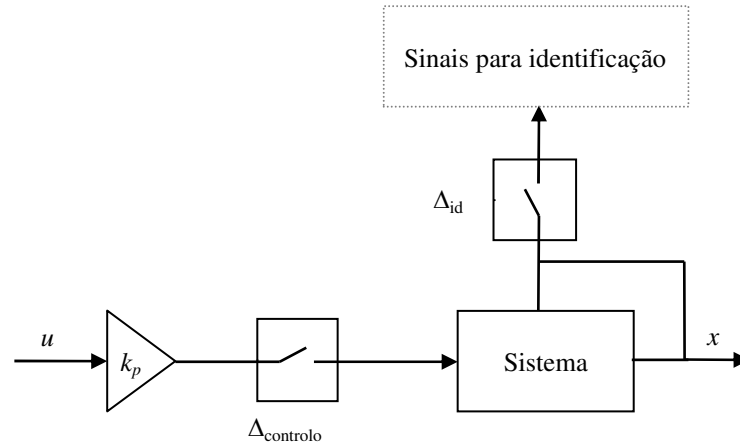 Sinais para identificação
Δid
u
kp
Δcontrolo
Sistema
x